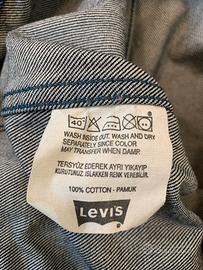 40
WASH INSIDE OUT. WASH AND DRY
SEPARATELY SINCE COLOR
MAY TRANSFER WHEN DAMP.
TERSYÜZ EDEREK AYRI YIKAYIP
KURUTUNUZ. ISLAKKEN RENK VEREBİLİR.
100% COTTON - PAMUK
LEVI'S
®